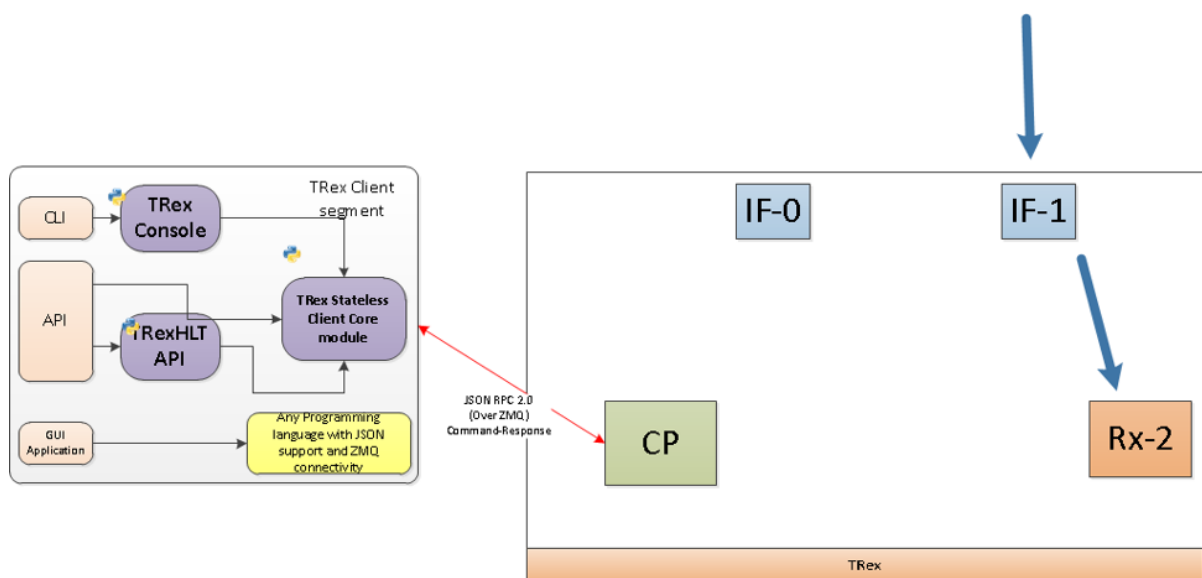 TRex Client
segment
CLI
TRex
Console
API
TRexHLT
API
TRex Stateless
Client Core
module
GUI
Application
Any Programming
language with JSON
support and ZMQ
connectivity
JSON RPC 2.0
(Over ZMQ)
Command-Response
IF-0
IF-1
CP
Rx-2
TRex